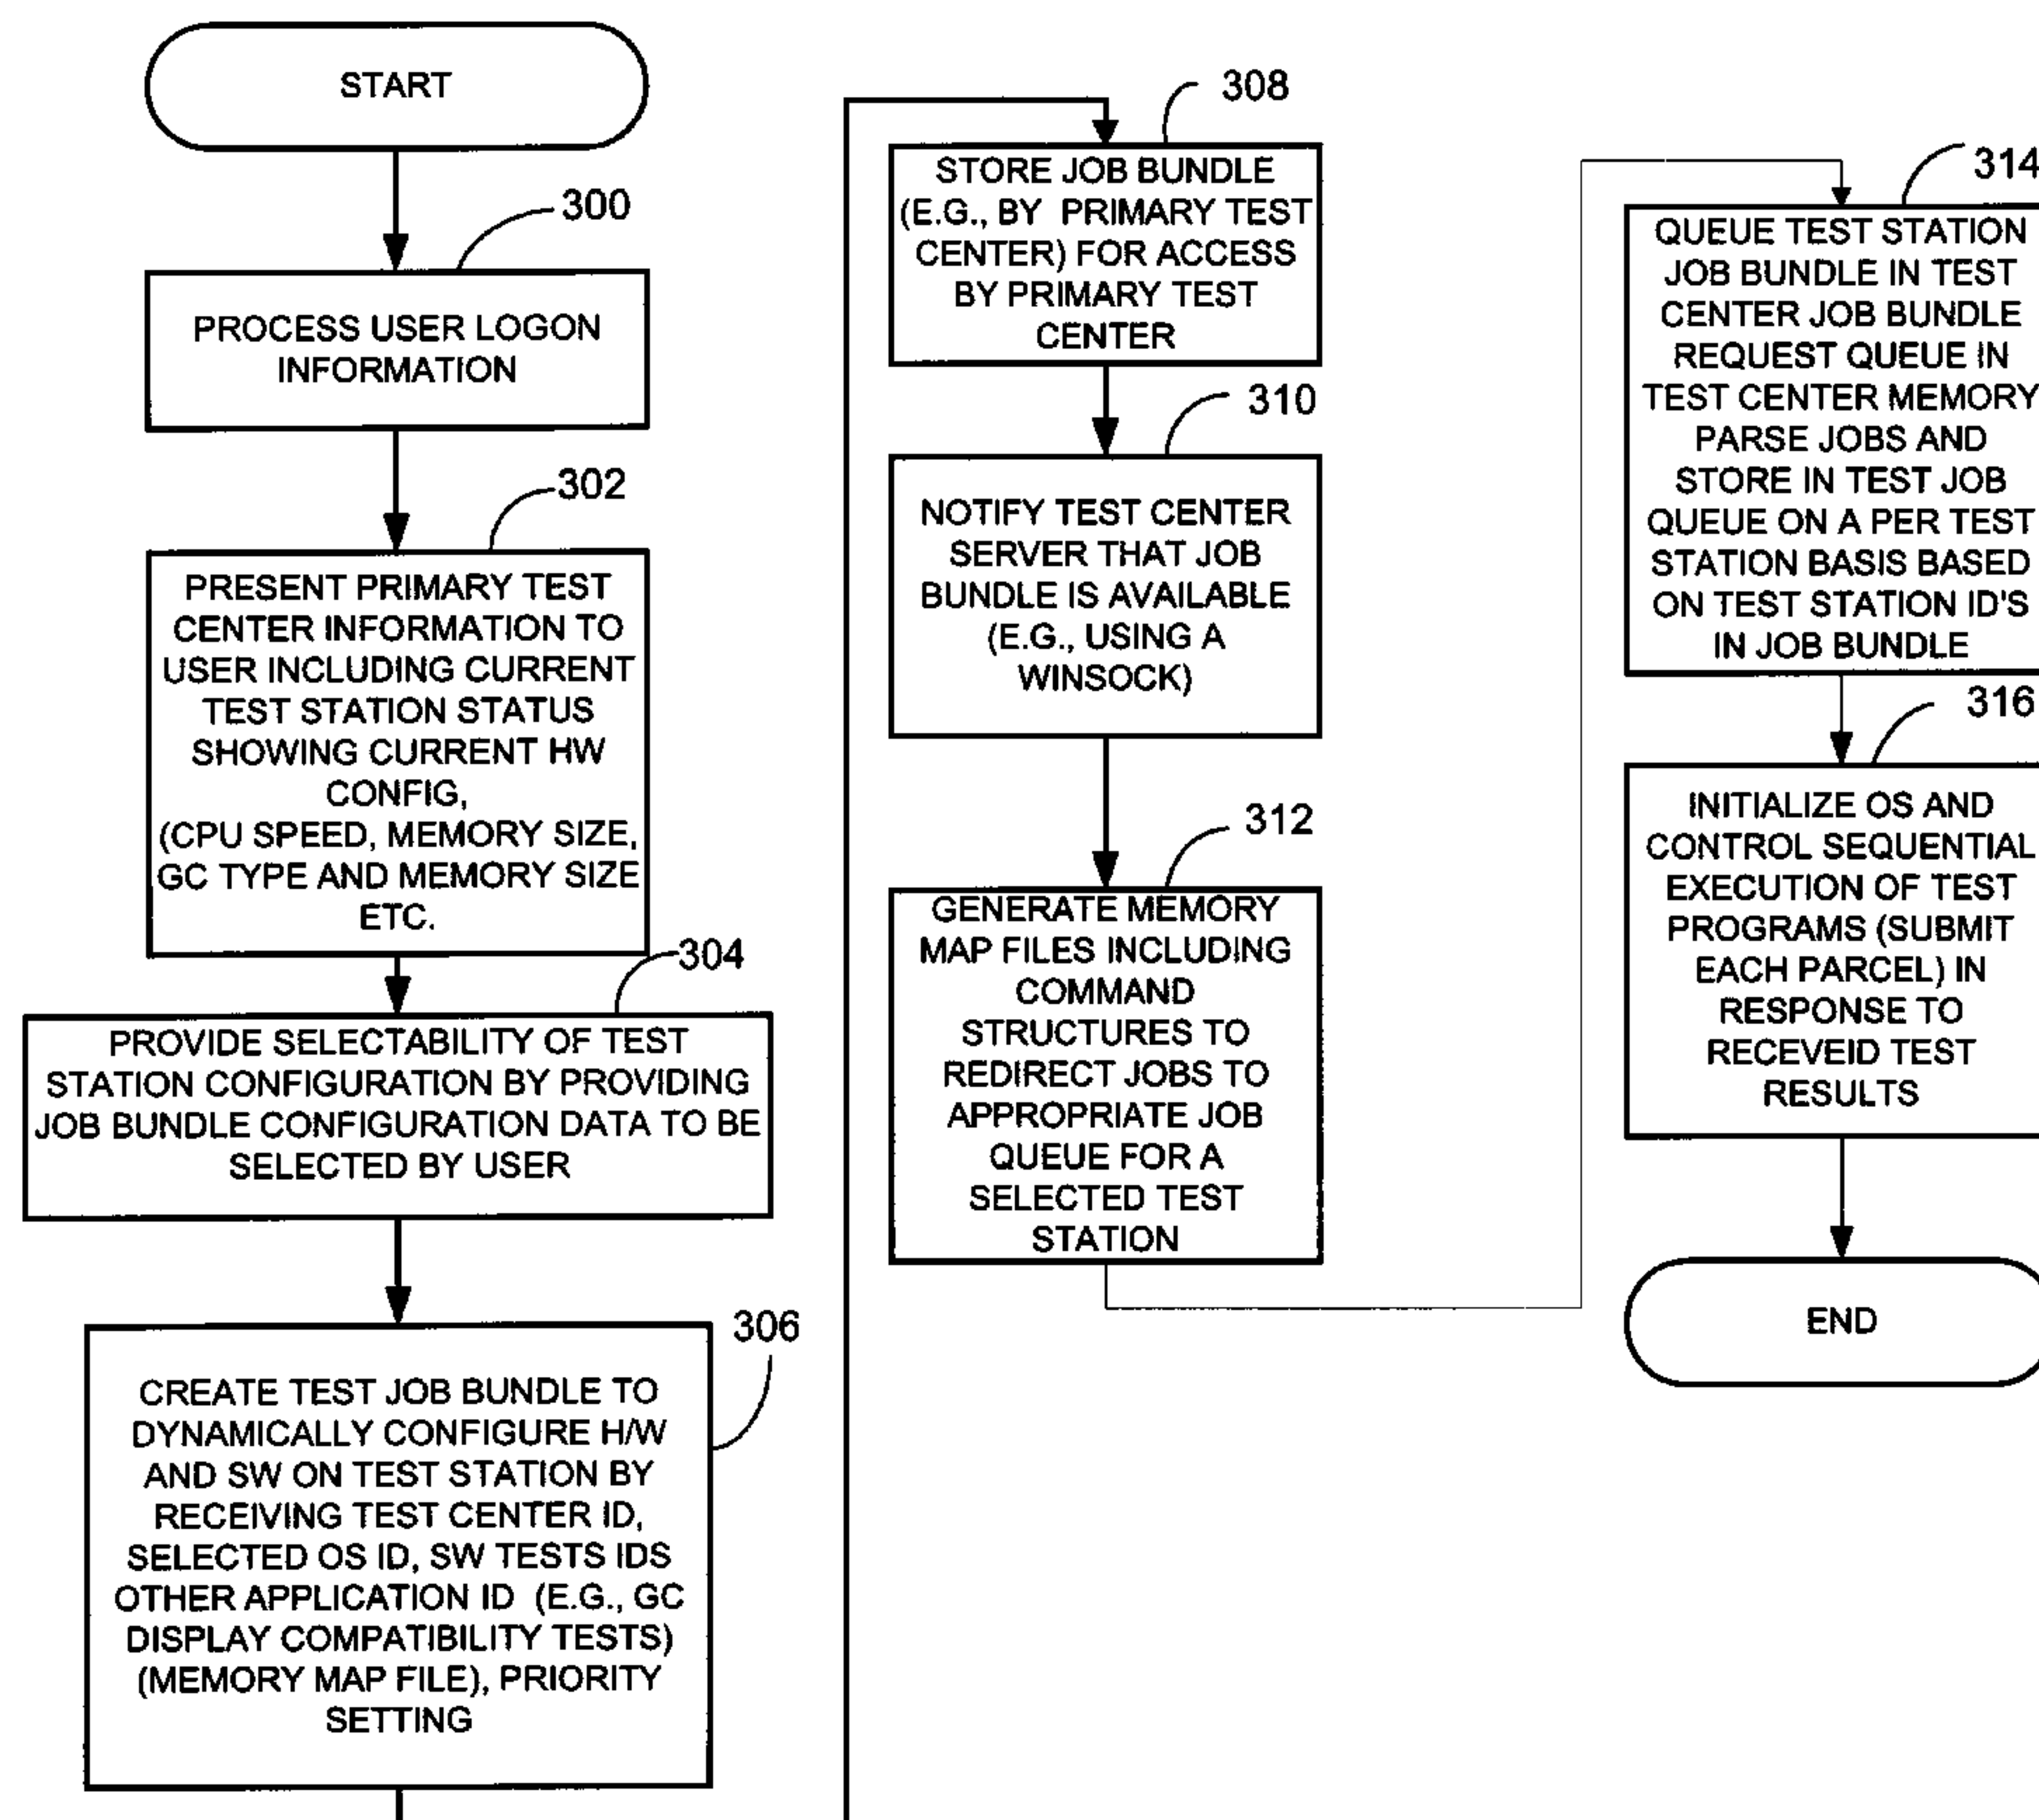 START
300
PROCESS USER LOGON
INFORMATION
302
PRESENT PRIMARY TEST
CENTER INFORMATION TO
USER INCLUDING CURRENT
TEST STATION STATUS
SHOWING CURRENT HW
CONFIG,
(CPU SPEED, MEMORY SIZE,
GC TYPE AND MEMORY SIZE
ETC.
304
PROVIDE SELECTABILITY OF TEST
STATION CONFIGURATION BY PROVIDING
JOB BUNDLE CONFIGURATION DATA TO BE
SELECTED BY USER
306
CREATE TEST JOB BUNDLE TO
DYNAMICALLY CONFIGURE H/W
AND SW ON TEST STATION BY
RECEIVING TEST CENTER ID,
SELECTED OS ID, SW TESTS IDS
OTHER APPLICATION ID (E.G., GC
DISPLAY COMPATIBILITY TESTS)
(MEMORY MAP FILE), PRIORITY
SETTING
308
STORE JOB BUNDLE
(E.G., BY PRIMARY TEST
CENTER) FOR ACCESS
BY PRIMARY TEST
CENTER
310
NOTIFY TEST CENTER
SERVER THAT JOB
BUNDLE IS AVAILABLE
(E.G., USING A
WINSOCK)
312
GENERATE MEMORY
MAP FILES INCLUDING
COMMAND
STRUCTURES TO
REDIRECT JOBS TO
APPROPRIATE JOB
QUEUE FOR A
SELECTED TEST
STATION
314
QUEUE TEST STATION
JOB BUNDLE IN TEST
CENTER JOB BUNDLE
REQUEST QUEUE IN
TEST CENTER MEMORY
PARSE JOBS AND
STORE IN TEST JOB
QUEUE ON A PER TEST
STATION BASIS BASED
ON TEST STATION ID'S
IN JOB BUNDLE
316
INITIALIZE OS AND
CONTROL SEQUENTIAL
EXECUTION OF TEST
PROGRAMS (SUBMIT
EACH PARCEL) IN
RESPONSE TO
RECEVEID TEST
RESULTS
END